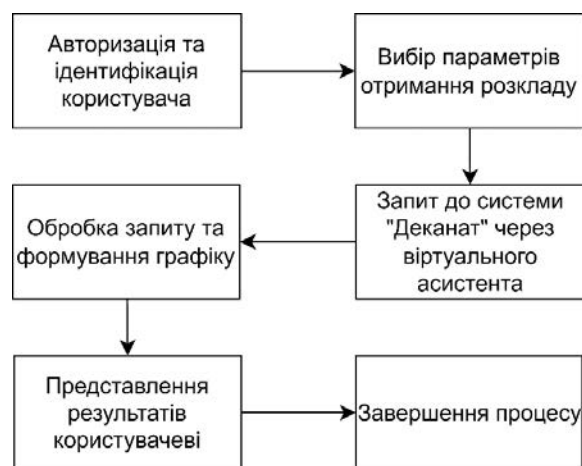 Авторизація та
ідентифікація
користувача
Вибір параметрів
отримання розкладу
Запит до системи
"Деканат" через
віртуального
асистента
Обробка запиту та
формування графіку
Представлення
результатів
користувачеві
Завершення процесу